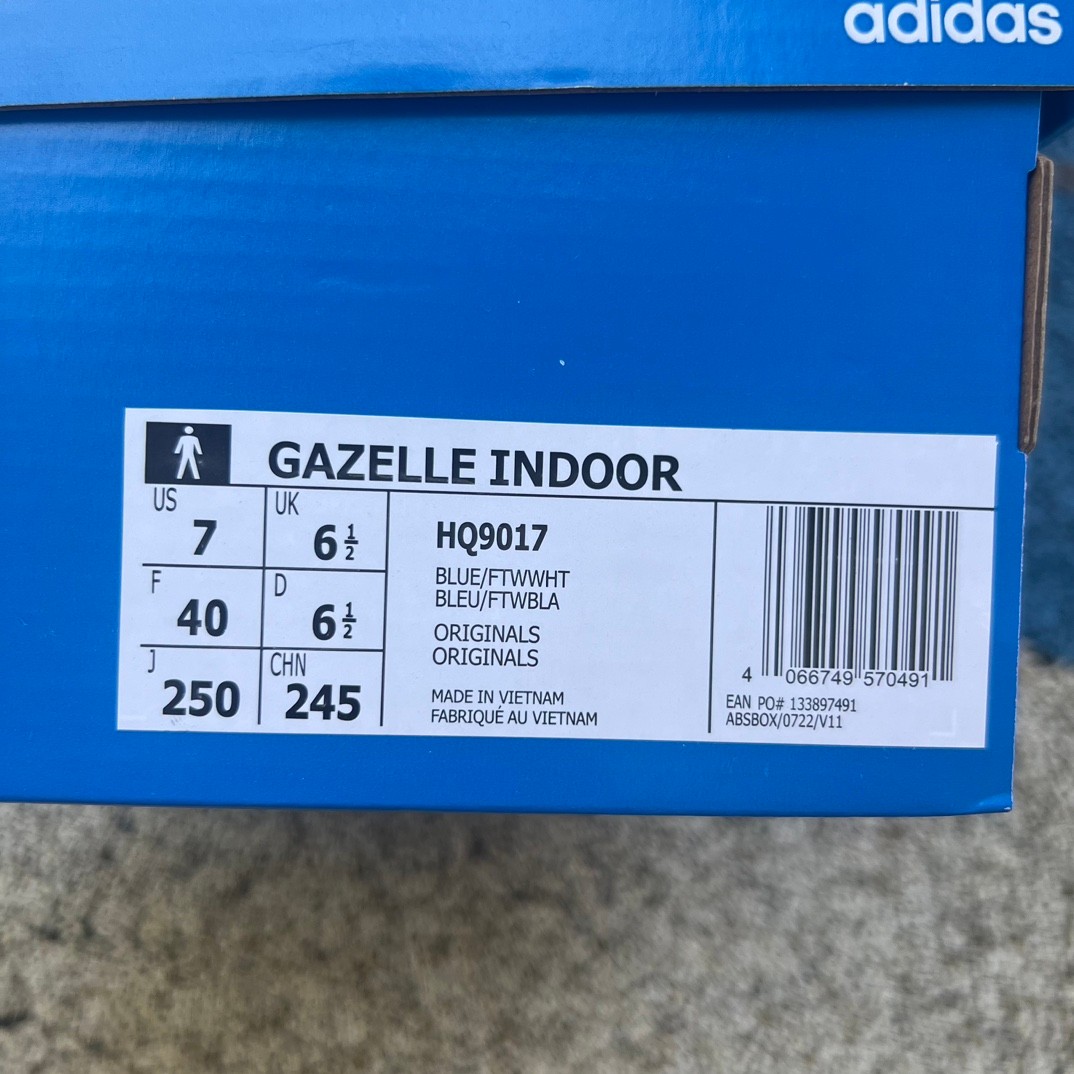 adidas
GAZELLE INDOOR
US
7
UK
6 1/2
F
40
D
6 1/2
J
250
CHN
245
HQ9017
BLUE/FTWWHT
BLEU/FTWBLA
ORIGINALS
ORIGINALS
MADE IN VIETNAM
FABRIQUÉ AU VIETNAM
4 066749 570491
EAN PO# 133897491
ABSBOX/0722/V11